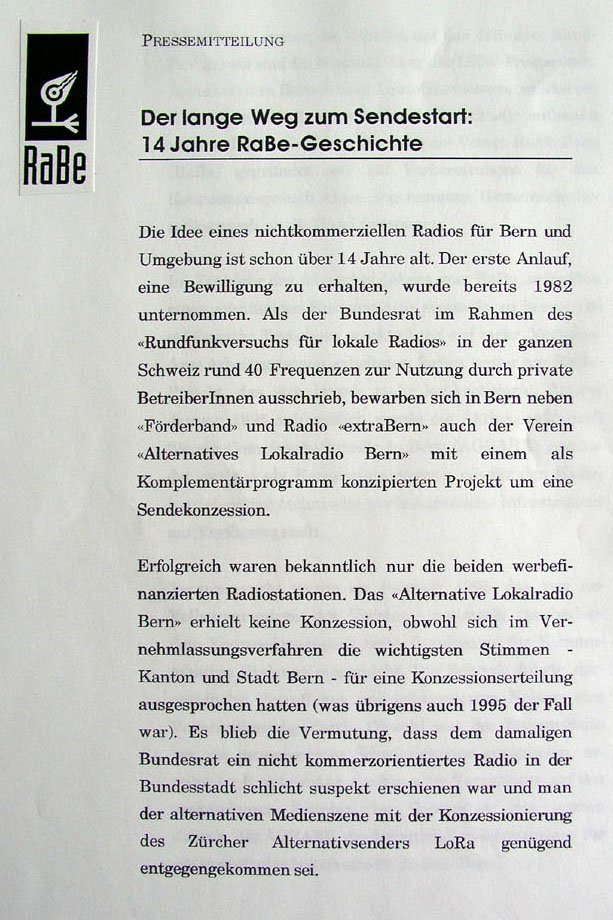 PRESSEMITTEILUNG
RaBe
Der lange Weg zum Sendestart:
14 Jahre RaBe-Geschichte
Die Idee eines nichtkommerziellen Radios für Bern und
Umgebung ist schon über 14 Jahre alt. Der erste Anlauf,
eine Bewilligung zu erhalten, wurde bereits 1982
unternommen. Als der Bundesrat im Rahmen des
«Rundfunkversuchs für lokale Radios» in der ganzen
Schweiz rund 40 Frequenzen zur Nutzung durch private
BetreiberInnen ausschrieb, bewarben sich in Bern neben
«Förderband» und Radio «extraBern» auch der Verein
«Alternatives Lokalradio Bern» mit einem als
Komplementärprogramm konzipierten Projekt um eine
Sendekonzession.
Erfolgreich waren bekanntlich nur die beiden werbefi-
nanzierten Radiostationen. Das «Alternative Lokalradio
Bern» erhielt keine Konzession, obwohl sich im Ver-
nehmlassungsverfahren die wichtigsten Stimmen -
Kanton und Stadt Bern - für eine Konzessionserteilung
ausgesprochen hatten (was übrigens auch 1995 der Fall
war). Es blieb die Vermutung, dass dem damaligen
Bundesrat ein nicht kommerzorientiertes Radio in der
Bundesstadt schlicht suspekt erschienen war und man
der alternativen Medienszene mit der Konzessionierung
des Zürcher Alternativsenders LoRa genügend
entgegengekommen sei.